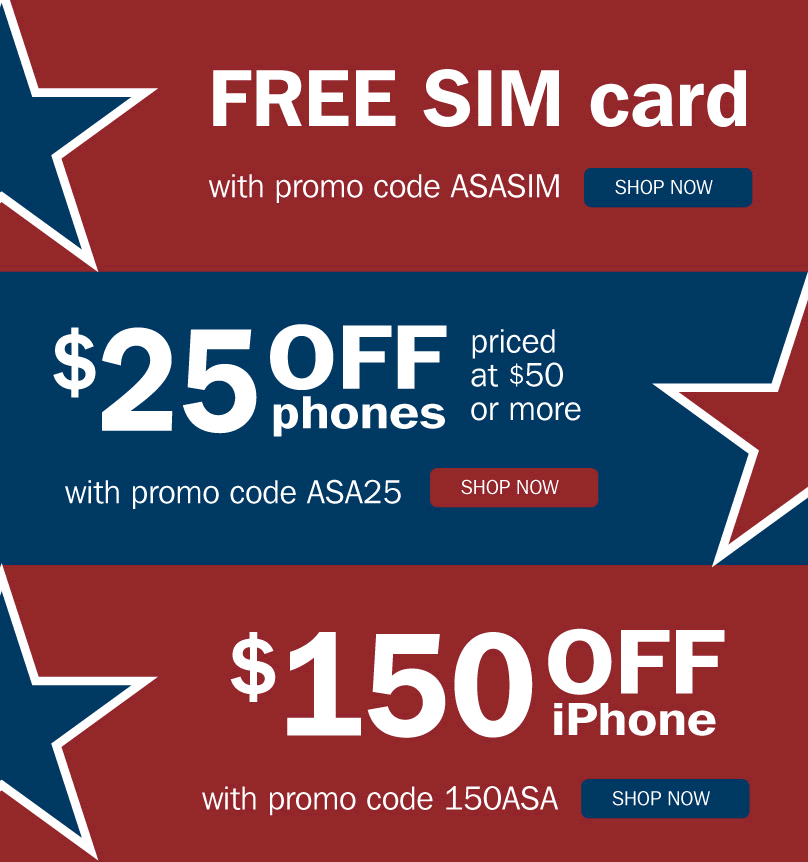 FREE SIM card
with promo code ASASIM
SHOP NOW
$25 OFF
phones
priced
at $50
or more
with promo code ASA25
SHOP NOW
$150 OFF
iPhone
with promo code 150ASA
SHOP NOW